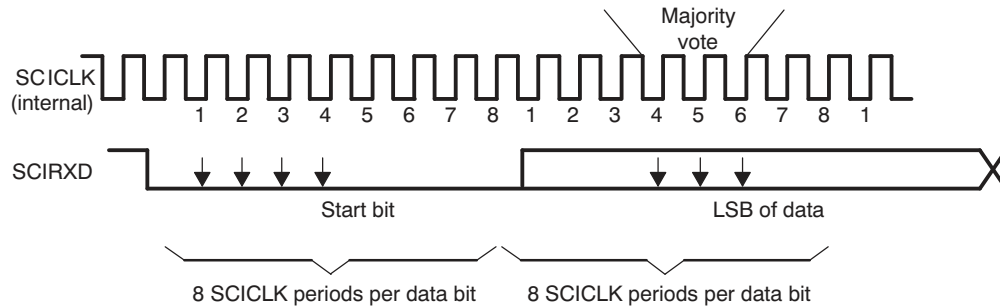 Majority
vote
SCICLK
(internal)
1 2 3 4 5 6 7 8 1 2 3 4 5 6 7 8 1
SCIRXD
Start bit
LSB of data
8 SCICLK periods per data bit
8 SCICLK periods per data bit